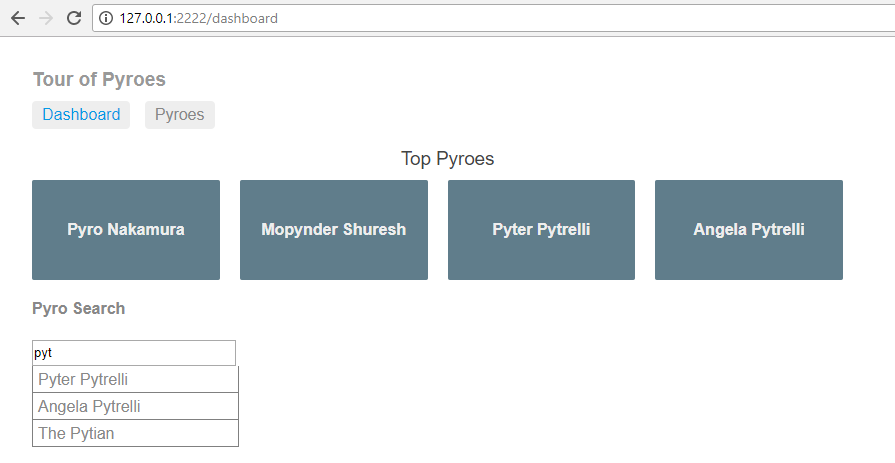 127.0.0.1:2222/dashboard
Tour of Pyroes
Dashboard Pyroes
Top Pyroes
Pyro Nakamura Mopynder Shuresh Pyter Pytrelli Angela Pytrelli
Pyro Search
pyt
Pyter Pytrelli
Angela Pytrelli
The Pytian